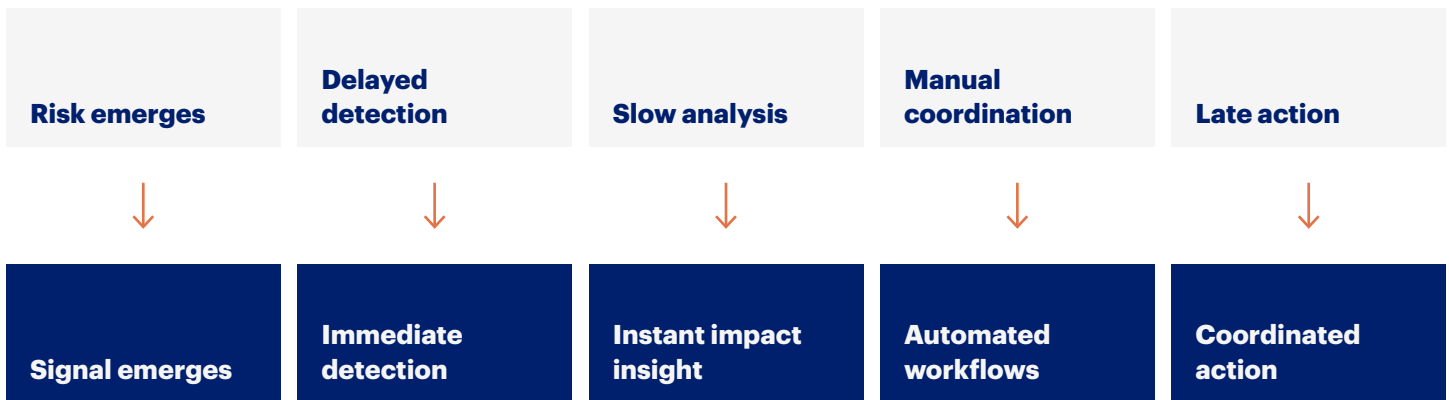 Risk emerges
Delayed
detection
Slow analysis
Manual
coordination
Late action
Signal emerges
Immediate
detection
Instant impact
insight
Automated
workflows
Coordinated
action